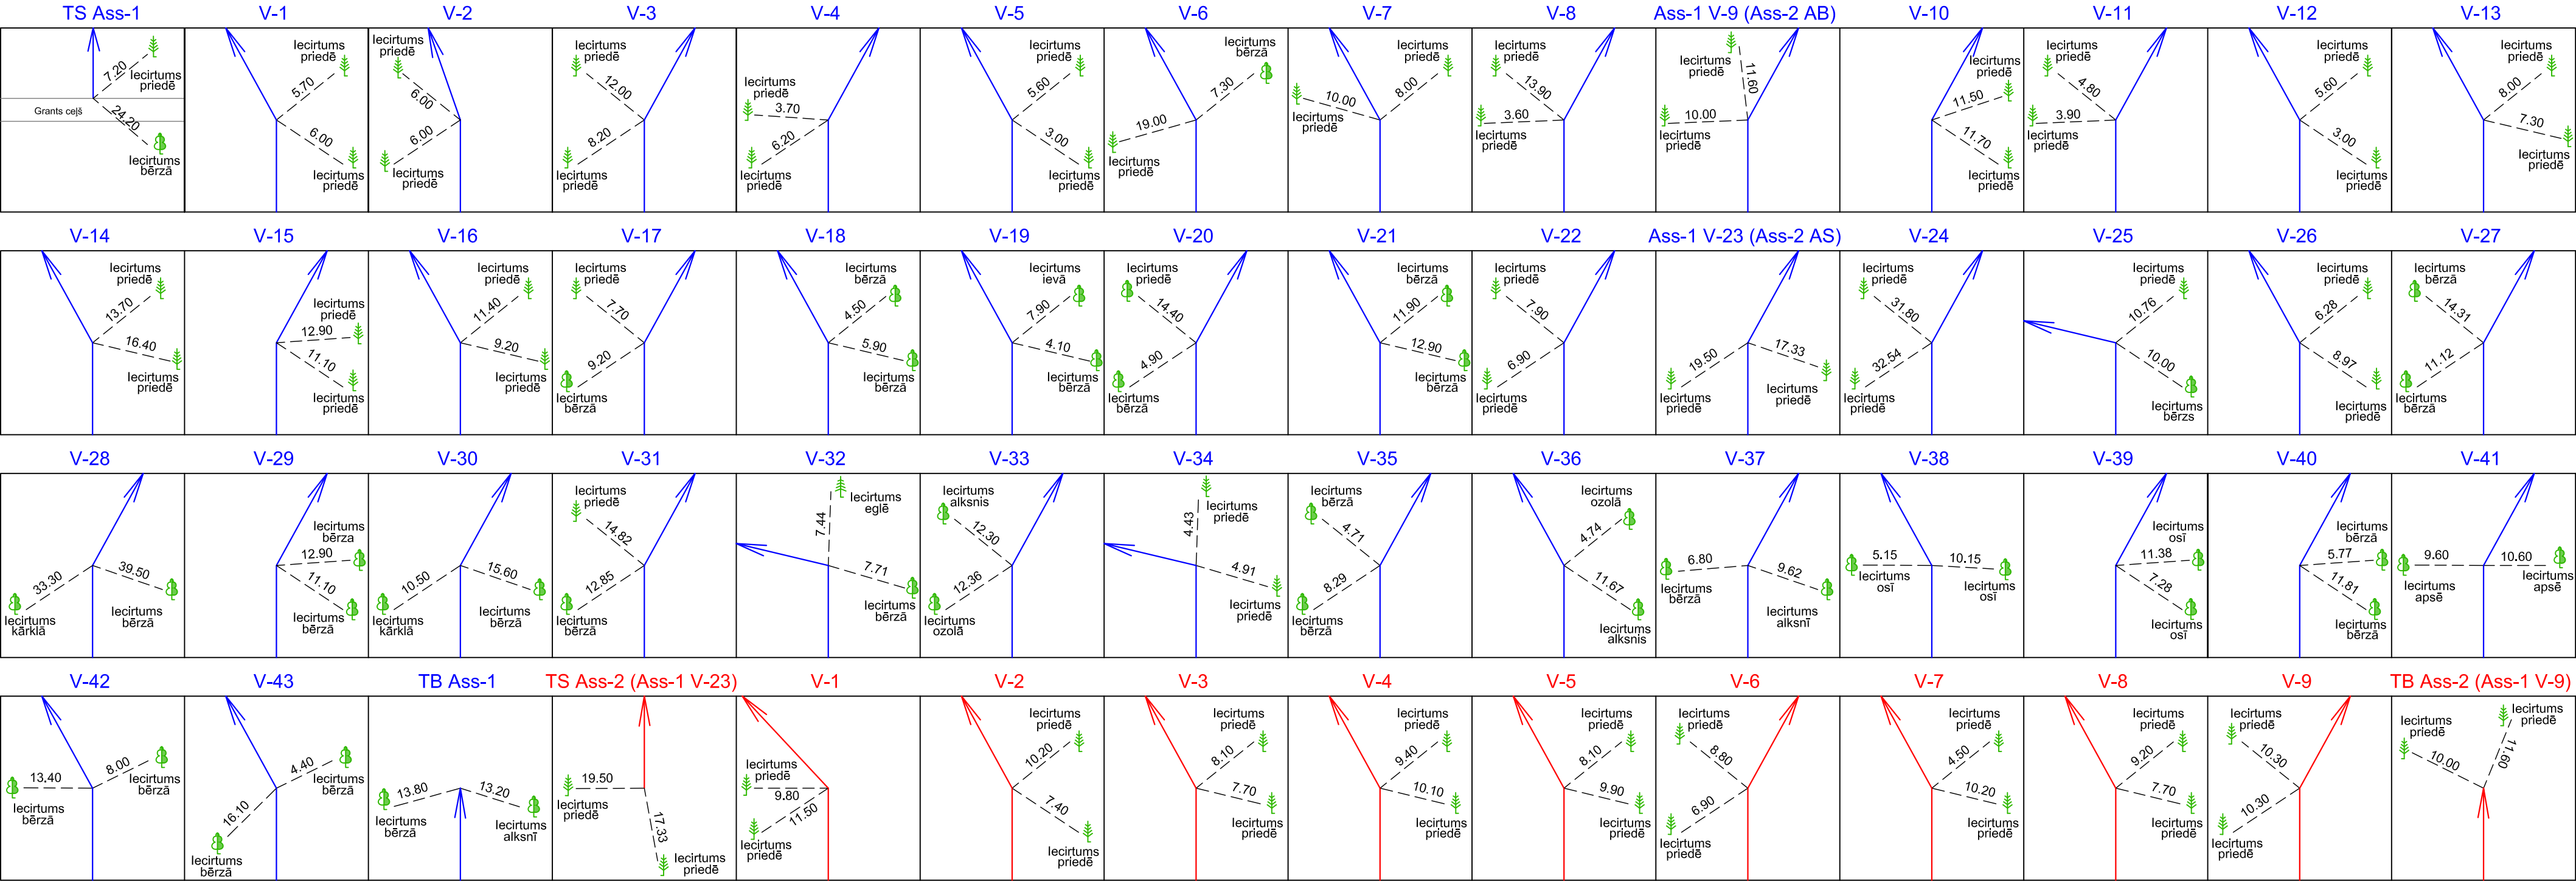 TS Ass-1
7.20
Iecirtums
priedē
Grants ceļš
24.20
Iecirtums
bērzā
V-1
Iecirtums
priedē
5.70
6.00
Iecirtums
priedē
V-2
Iecirtums
priedē
6.00
6.00
Iecirtums
priedē
V-3
Iecirtums
priedē
12.00
8.20
Iecirtums
priedē
V-4
Iecirtums
priedē
3.70
6.20
Iecirtums
priedē
V-5
Iecirtums
priedē
5.60
3.00
Iecirtums
priedē
V-6
Iecirtums
bērzā
7.30
19.00
Iecirtums
priedē
V-7
Iecirtums
priedē
8.00
10.00
Iecirtums
priedē
V-8
Iecirtums
priedē
13.90
3.60
Iecirtums
priedē
Ass-1 V-9 (Ass-2 AB)
Iecirtums
priedē
11.60
10.00
Iecirtums
priedē
V-10
Iecirtums
priedē
11.50
11.70
Iecirtums
priedē
V-11
Iecirtums
priedē
4.80
3.90
Iecirtums
priedē
V-12
Iecirtums
priedē
5.60
3.00
Iecirtums
priedē
V-13
Iecirtums
priedē
8.00
7.30
Iecirtums
priedē
V-14
Iecirtums
priedē
13.70
16.40
Iecirtums
priedē
V-15
Iecirtums
priedē
12.90
11.10
Iecirtums
priedē
V-16
Iecirtums
priedē
11.40
9.20
Iecirtums
priedē
V-17
Iecirtums
priedē
7.70
9.20
Iecirtums
bērzā
V-18
Iecirtums
bērzā
4.50
5.90
Iecirtums
bērzā
V-19
Iecirtums
ievā
7.90
4.10
Iecirtums
bērzā
V-20
Iecirtums
priedē
14.40
4.90
Iecirtums
bērzā
V-21
Iecirtums
bērzā
11.90
12.90
Iecirtums
bērzā
V-22
Iecirtums
priedē
7.90
6.90
Iecirtums
priedē
Ass-1 V-23 (Ass-2 AS)
19.50
17.33
Iecirtums
priedē
Iecirtums
priedē
V-24
Iecirtums
priedē
31.80
32.54
Iecirtums
priedē
V-25
Iecirtums
priedē
10.76
10.00
Iecirtums
bērzs
V-26
Iecirtums
priedē
6.28
8.97
Iecirtums
priedē
V-27
Iecirtums
bērzā
14.31
11.12
Iecirtums
bērzā
V-28
33.30
39.50
Iecirtums
kārklā
Iecirtums
bērzā
V-29
Iecirtums
bērza
12.90
11.10
Iecirtums
bērzā
V-30
10.50
15.60
Iecirtums
kārklā
Iecirtums
bērzā
V-31
Iecirtums
priedē
14.82
12.85
Iecirtums
bērzā
V-32
Iecirtums
eglē
7.44
7.71
Iecirtums
bērzā
V-33
Iecirtums
alksnis
12.30
12.36
Iecirtums
ozolā
V-34
Iecirtums
priedē
4.43
4.91
Iecirtums
priedē
V-35
Iecirtums
bērzā
4.71
8.29
Iecirtums
bērzā
V-36
Iecirtums
ozolā
4.74
11.67
Iecirtums
alksnis
V-37
6.80
9.62
Iecirtums
bērzā
Iecirtums
alksnī
V-38
5.15
10.15
Iecirtums
osī
Iecirtums
osī
V-39
Iecirtums
osī
11.38
7.28
Iecirtums
osī
V-40
Iecirtums
bērzā
5.77
11.81
Iecirtums
bērzā
V-41
9.60
10.60
Iecirtums
apsē
Iecirtums
apsē
V-42
13.40
8.00
Iecirtums
bērzā
Iecirtums
bērzā
V-43
4.40
Iecirtums
bērzā
16.10
Iecirtums
bērzā
TB Ass-1
13.80
13.20
Iecirtums
bērzā
Iecirtums
alksnī
TS Ass-2 (Ass-1 V-23)
19.50
Iecirtums
priedē
17.33
Iecirtums
priedē
V-1
Iecirtums
priedē
9.80
11.50
Iecirtums
priedē
V-2
Iecirtums
priedē
10.20
7.40
Iecirtums
priedē
V-3
Iecirtums
priedē
8.10
7.70
Iecirtums
priedē
V-4
Iecirtums
priedē
9.40
10.10
Iecirtums
priedē
V-5
Iecirtums
priedē
8.10
9.90
Iecirtums
priedē
V-6
Iecirtums
priedē
8.80
6.90
Iecirtums
priedē
V-7
Iecirtums
priedē
4.50
10.20
Iecirtums
priedē
V-8
Iecirtums
priedē
9.20
7.70
Iecirtums
priedē
V-9
Iecirtums
priedē
10.30
10.30
Iecirtums
priedē
TB Ass-2 (Ass-1 V-9)
Iecirtums
priedē
Iecirtums
priedē
10.00
11.60